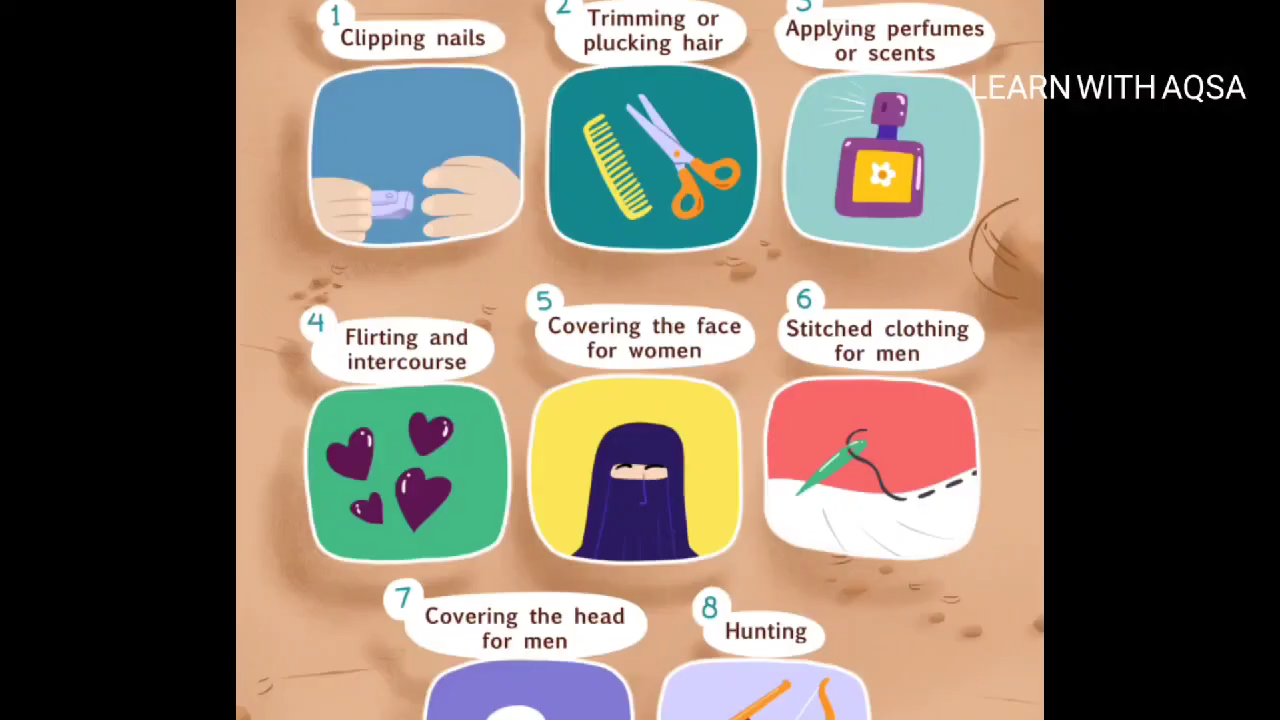 1
Clipping nails
2
Trimming or
plucking hair
3
Applying perfumes
or scents
LEARN WITH AQSA
4
Flirting and
intercourse
5
Covering the face
for women
6
Stitched clothing
for men
7
Covering the head
for men
8
Hunting